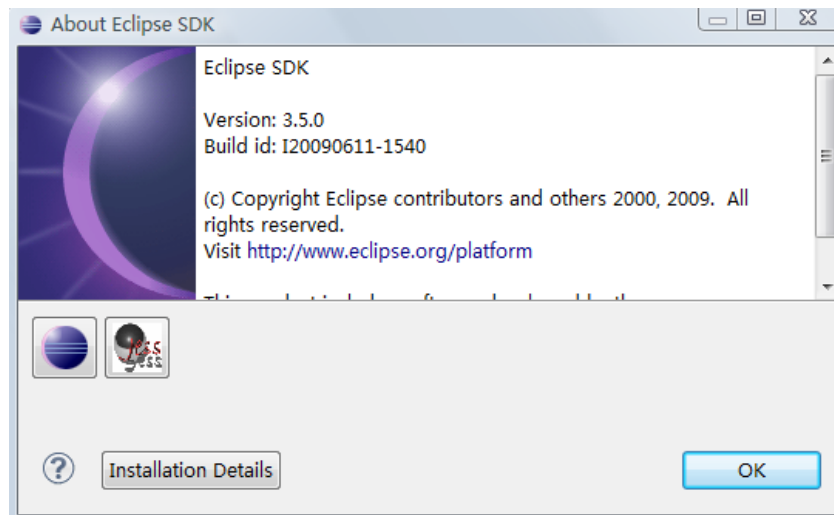 About Eclipse SDK
Eclipse SDK
Version: 3.5.0
Build id: I20090611-1540
(c) Copyright Eclipse contributors and others 2000, 2009.  All
rights reserved.
Visit http://www.eclipse.org/platform
jess
Installation Details
OK